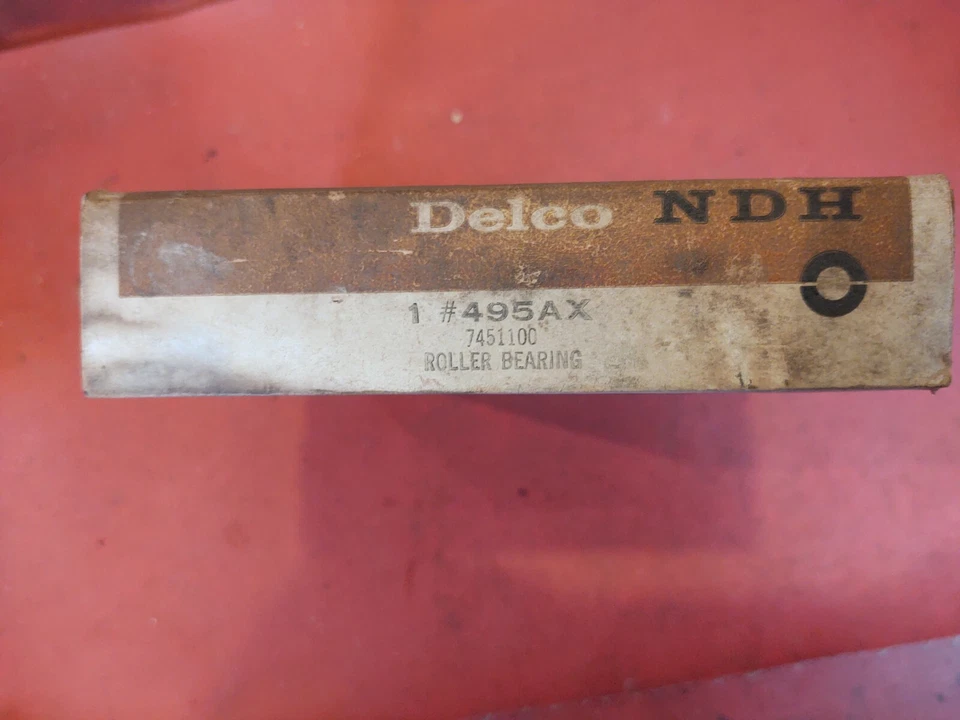 Delco NDH
1 #495AX
7451100
ROLLER BEARING